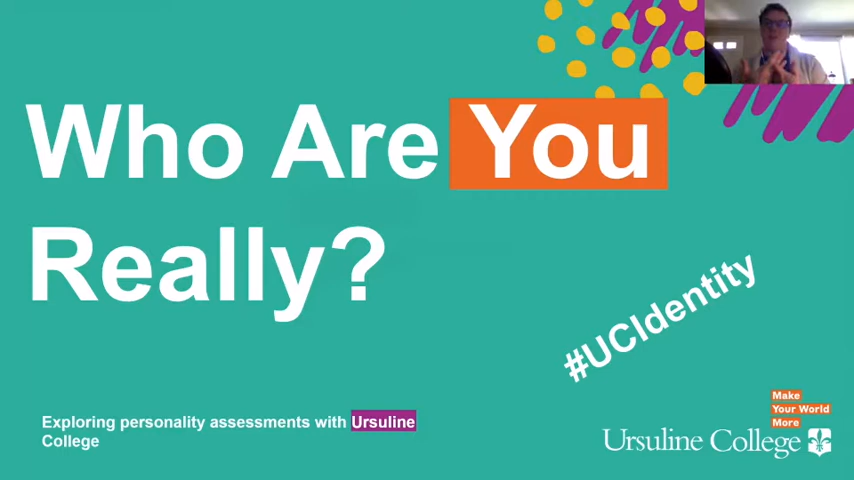 Who Are You
Really?
#UCIdentity
Exploring personality assessments with Ursuline
College
Make
Your World
More
Ursuline College